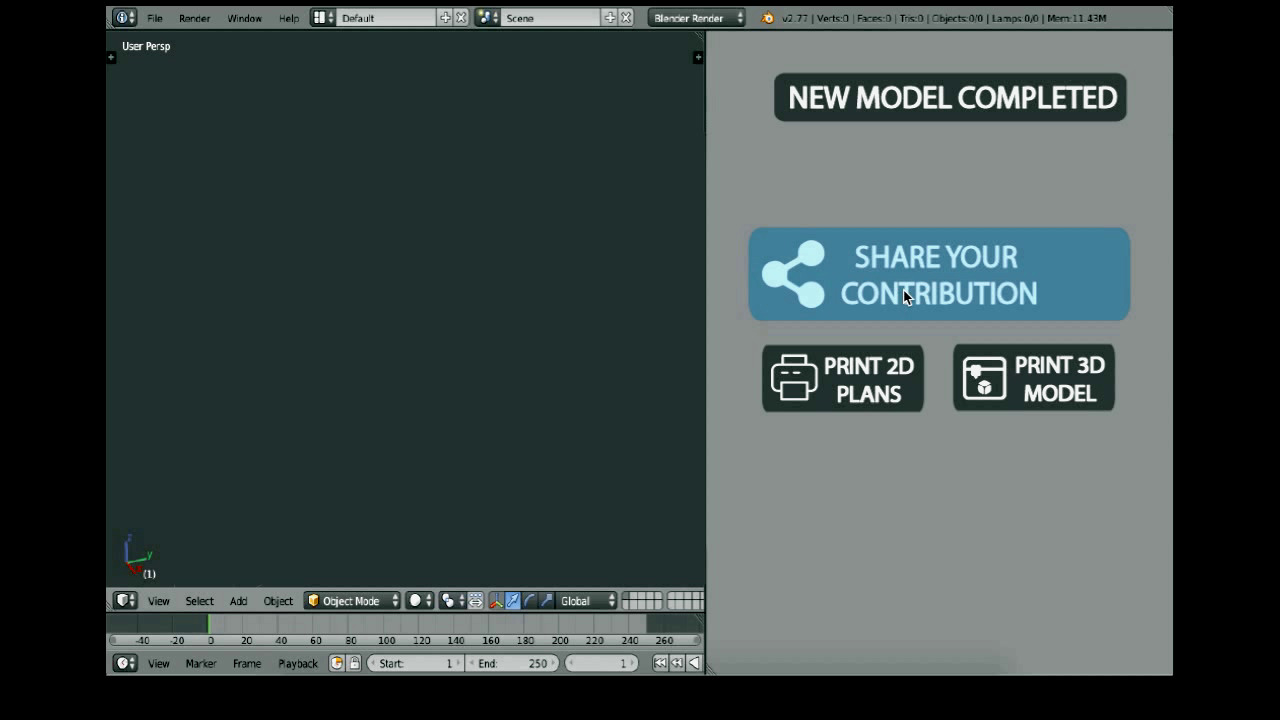 File Render Window Help Default Scene Blender Render v2.77 | Verts:0 | Faces:0 | Tris:0 | Objects:0/0 | Lamps:0/0 | Mem:11.43M
User Persp
NEW MODEL COMPLETED
SHARE YOUR
CONTRIBUTION
PRINT 2D
PLANS
PRINT 3D
MODEL
z
y
x
(1)
View Select Add Object Object Mode Global
-40 -20 0 20 40 60 80 100 120 140 160 180 200 220 240 260
View Marker Frame Playback Start: 1 End: 250 1